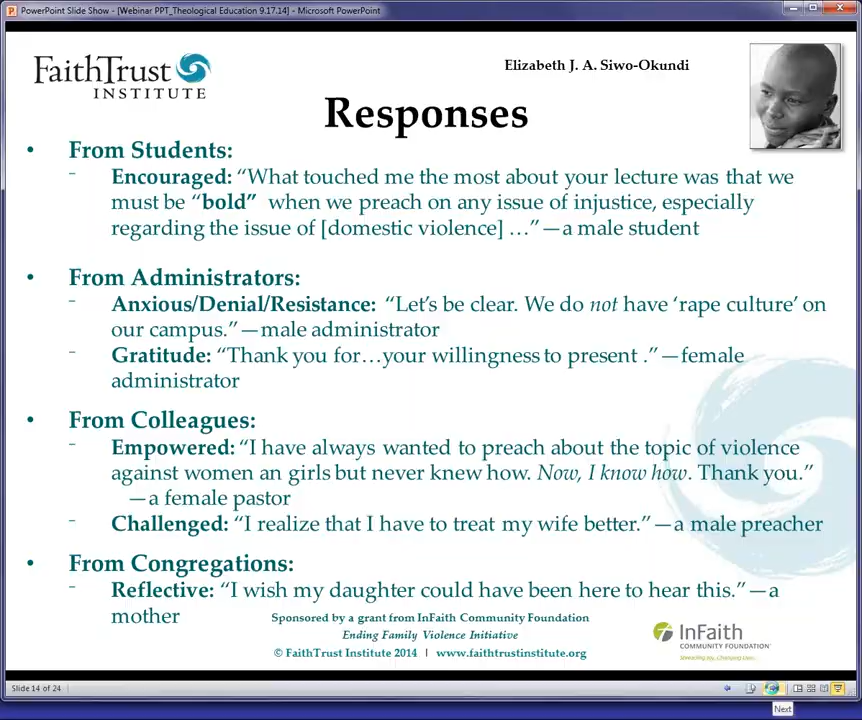 PowerPoint Slide Show - [Webinar PPT_Theological Education 9.17.14] - Microsoft PowerPoint
FaithTrust
INSTITUTE
Elizabeth J. A. Siwo-Okundi
Responses
• From Students:
- Encouraged: “What touched me the most about your lecture was that we
must be “bold” when we preach on any issue of injustice, especially
regarding the issue of [domestic violence] …”—a male student
• From Administrators:
- Anxious/Denial/Resistance: “Let’s be clear. We do not have ‘rape culture’ on
our campus.”—male administrator
- Gratitude: “Thank you for…your willingness to present .”—female
administrator
• From Colleagues:
- Empowered: “I have always wanted to preach about the topic of violence
against women an girls but never knew how. Now, I know how. Thank you.”
—a female pastor
- Challenged: “I realize that I have to treat my wife better.”—a male preacher
• From Congregations:
- Reflective: “I wish my daughter could have been here to hear this.”—a
mother
Sponsored by a grant from InFaith Community Foundation
Ending Family Violence Initiative
© FaithTrust Institute 2014 | www.faithtrustinstitute.org
InFaith
COMMUNITY FOUNDATION
Slide 14 of 24
Next